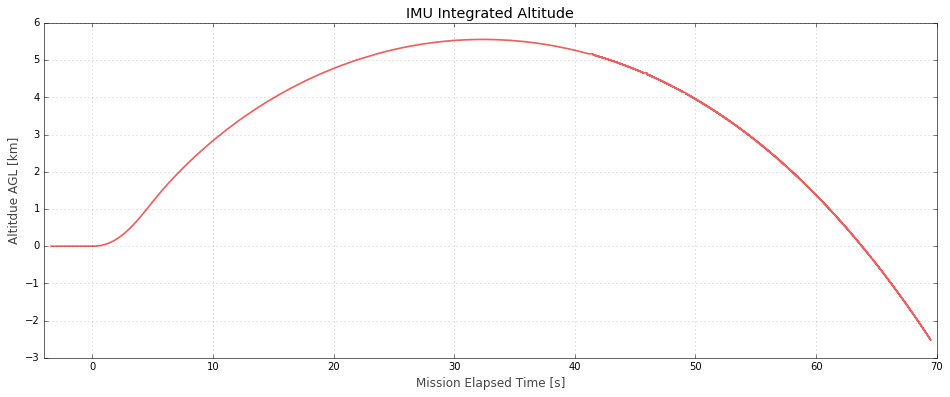 IMU Integrated Altitude
Altitdue AGL [km]
6
5
4
3
2
1
0
−1
−2
−3
0 10 20 30 40 50 60 70
Mission Elapsed Time [s]